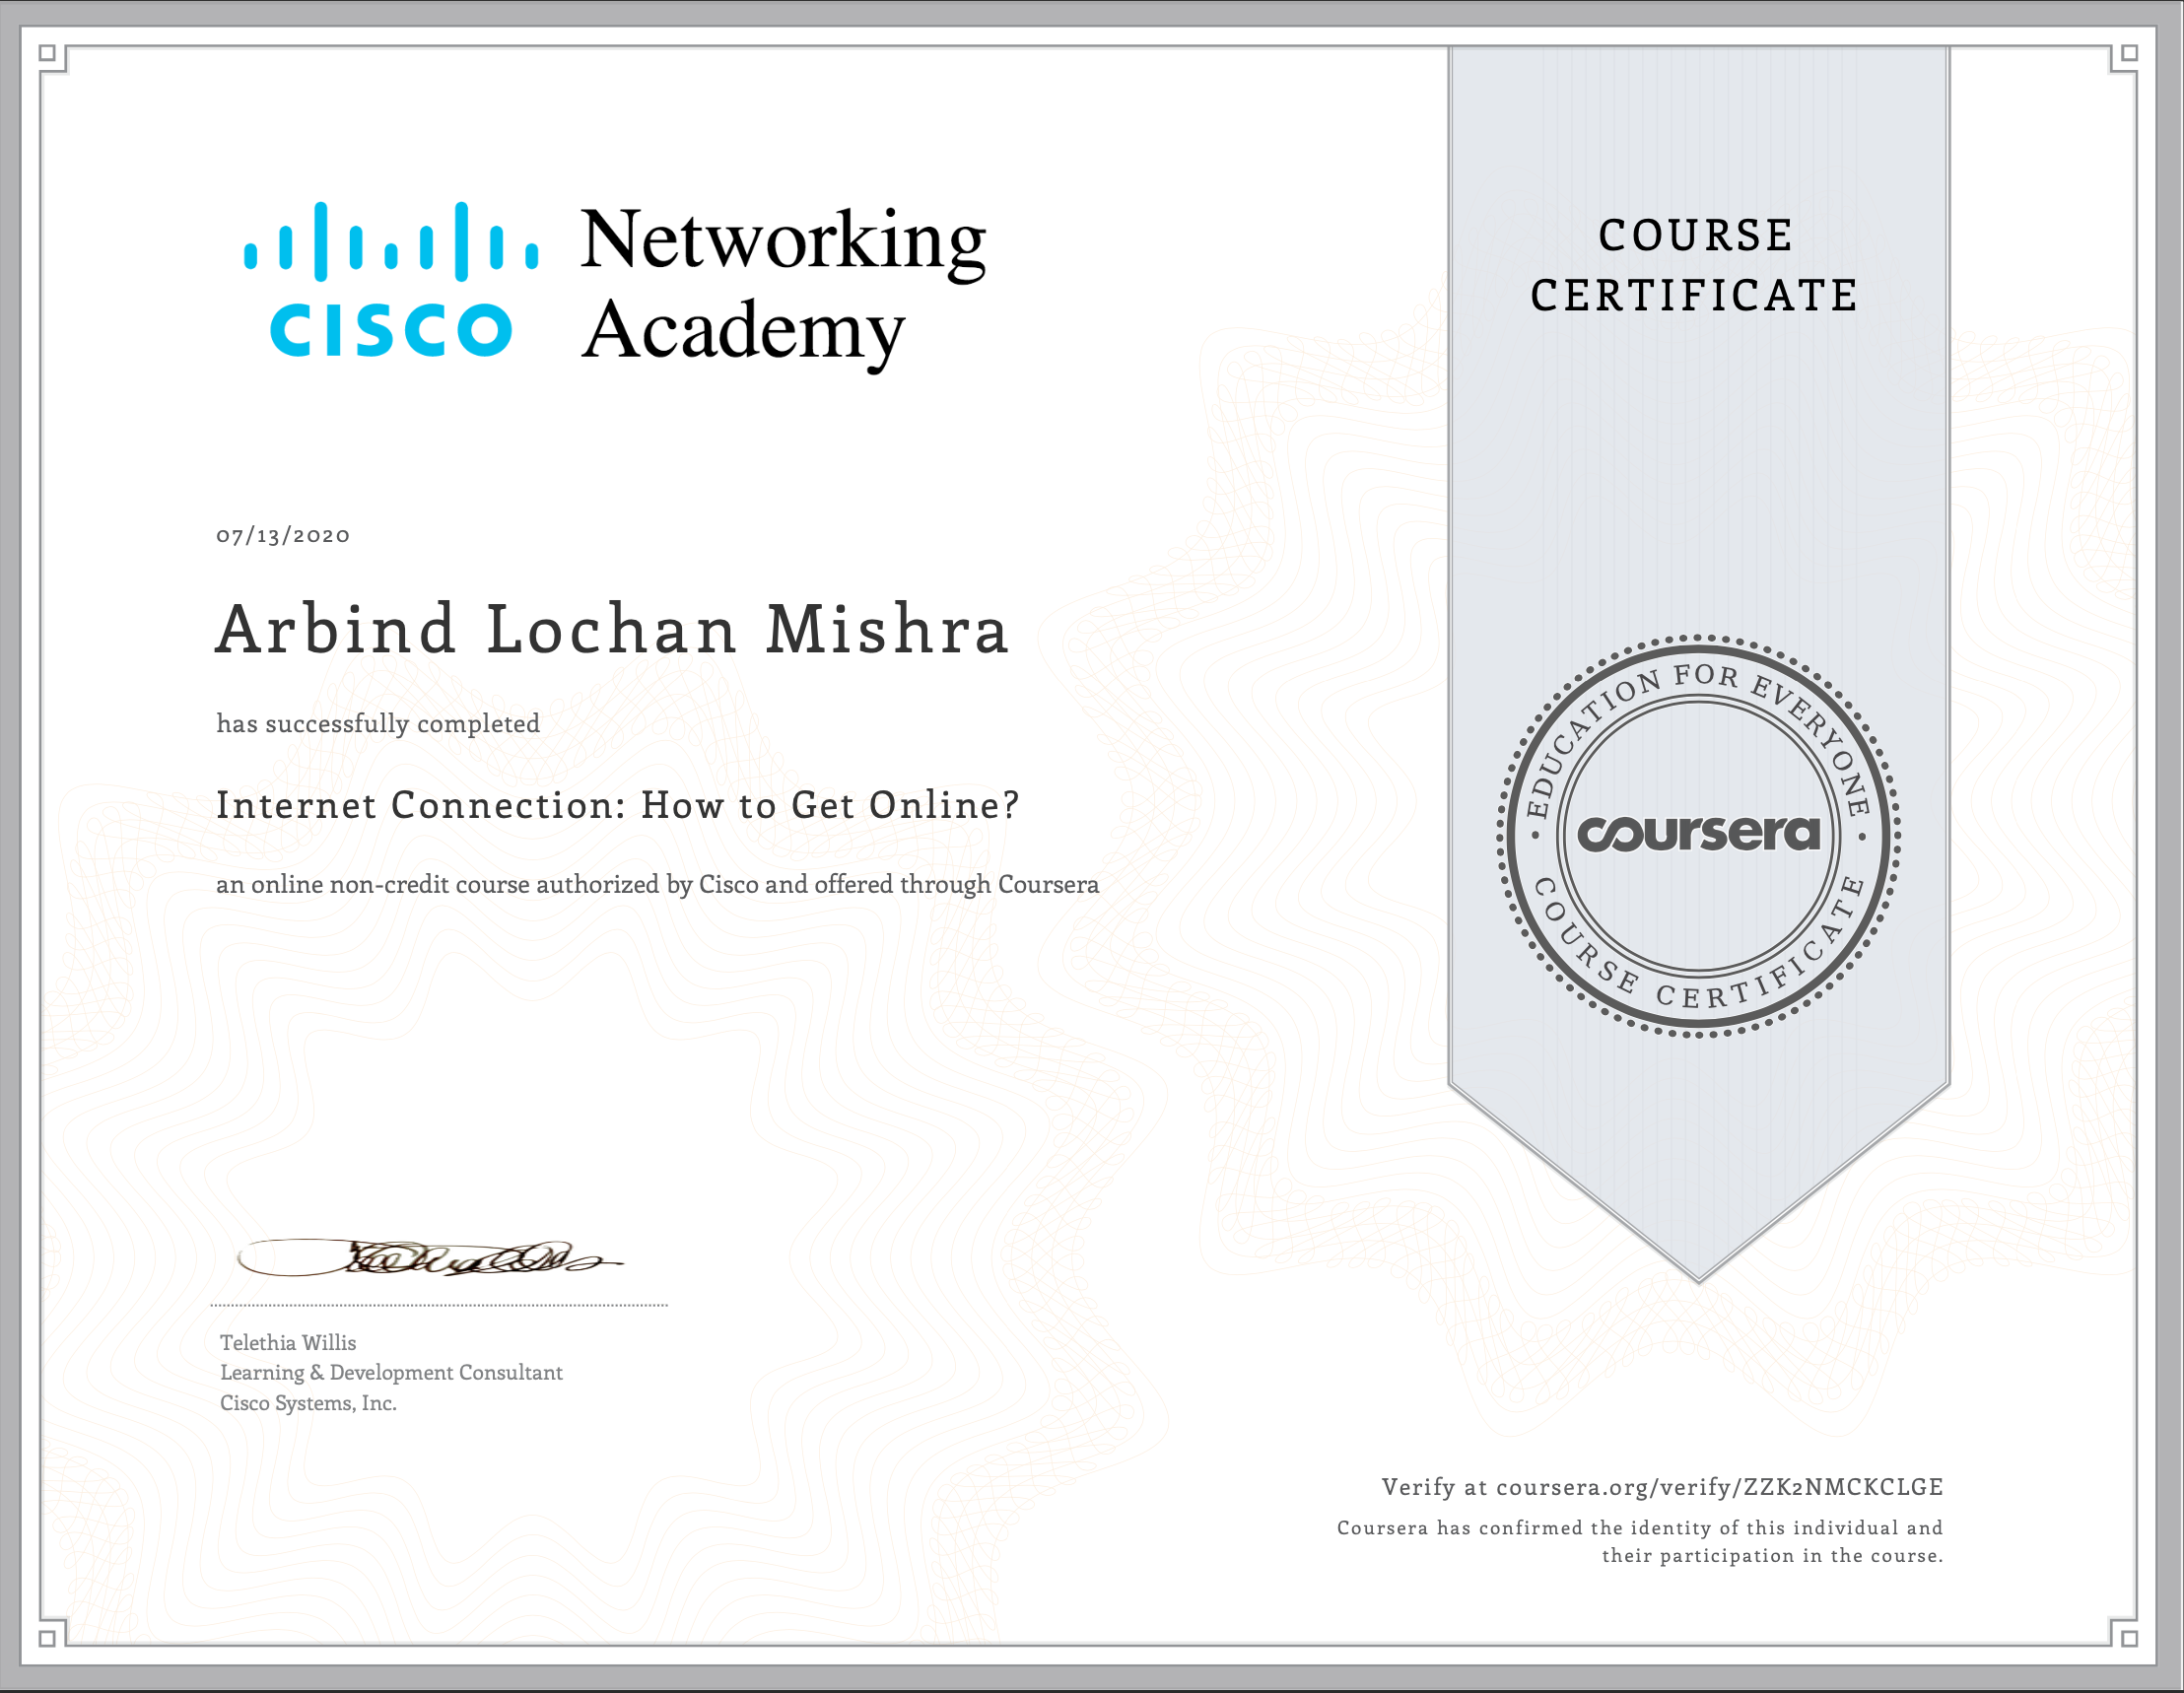 CISCO
Networking
Academy
COURSE
CERTIFICATE
07/13/2020
Arbind Lochan Mishra
has successfully completed
Internet Connection: How to Get Online?
an online non-credit course authorized by Cisco and offered through Coursera
• EDUCATION FOR EVERYONE •
coursera
COURSE CERTIFICATE
Telethia Willis
Learning & Development Consultant
Cisco Systems, Inc.
Verify at coursera.org/verify/ZZK2NMCKCLGE
Coursera has confirmed the identity of this individual and
their participation in the course.